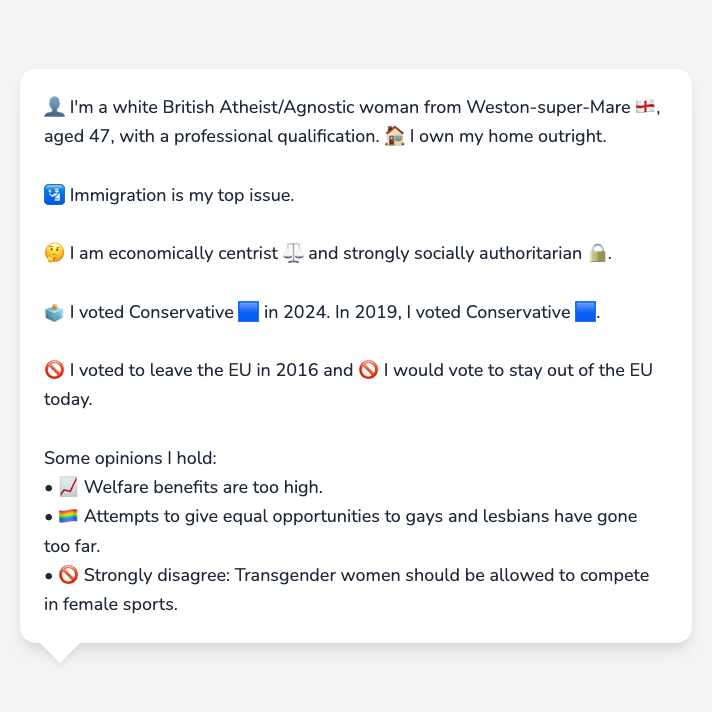 👤 I'm a white British Atheist/Agnostic woman from Weston-super-Mare 🏴󠁧󠁢󠁥󠁮󠁧󠁿,
aged 47, with a professional qualification. 🏠 I own my home outright.
🛂 Immigration is my top issue.
🤔 I am economically centrist ⚖️ and strongly socially authoritarian 🔒.
🗳️ I voted Conservative 🟦 in 2024. In 2019, I voted Conservative 🟦.
🚫 I voted to leave the EU in 2016 and 🚫 I would vote to stay out of the EU
today.
Some opinions I hold:
• 📈 Welfare benefits are too high.
• 🏳️‍🌈 Attempts to give equal opportunities to gays and lesbians have gone
too far.
• 🚫 Strongly disagree: Transgender women should be allowed to compete
in female sports.